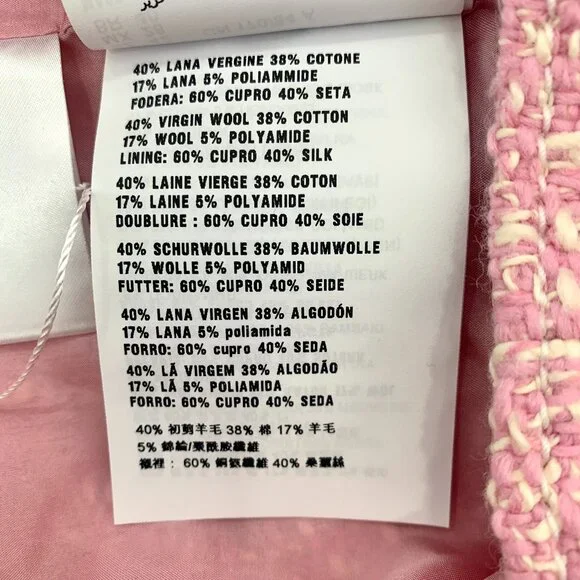 40% LANA VERGINE 38% COTONE
17% LANA 5% POLIAMMIDE
FODERA: 60% CUPRO 40% SETA
40% VIRGIN WOOL 38% COTTON
17% WOOL 5% POLYAMIDE
LINING: 60% CUPRO 40% SILK
40% LAINE VIERGE 38% COTON
17% LAINE 5% POLYAMIDE
DOUBLURE : 60% CUPRO 40% SOIE
40% SCHURWOLLE 38% BAUMWOLLE
17% WOLLE 5% POLYAMID
FUTTER: 60% CUPRO 40% SEIDE
40% LANA VIRGEN 38% ALGODÓN
17% LANA 5% poliamida
FORRO: 60% cupro 40% SEDA
40% LÃ VIRGEM 38% ALGODÃO
17% LÃ 5% POLIAMIDA
FORRO: 60% CUPRO 40% SEDA
40% 初剪羊毛 38% 棉 17% 羊毛
5% 錦綸/聚酰胺纖維
襯裡： 60% 銅氨纖維 40% 桑蠶絲